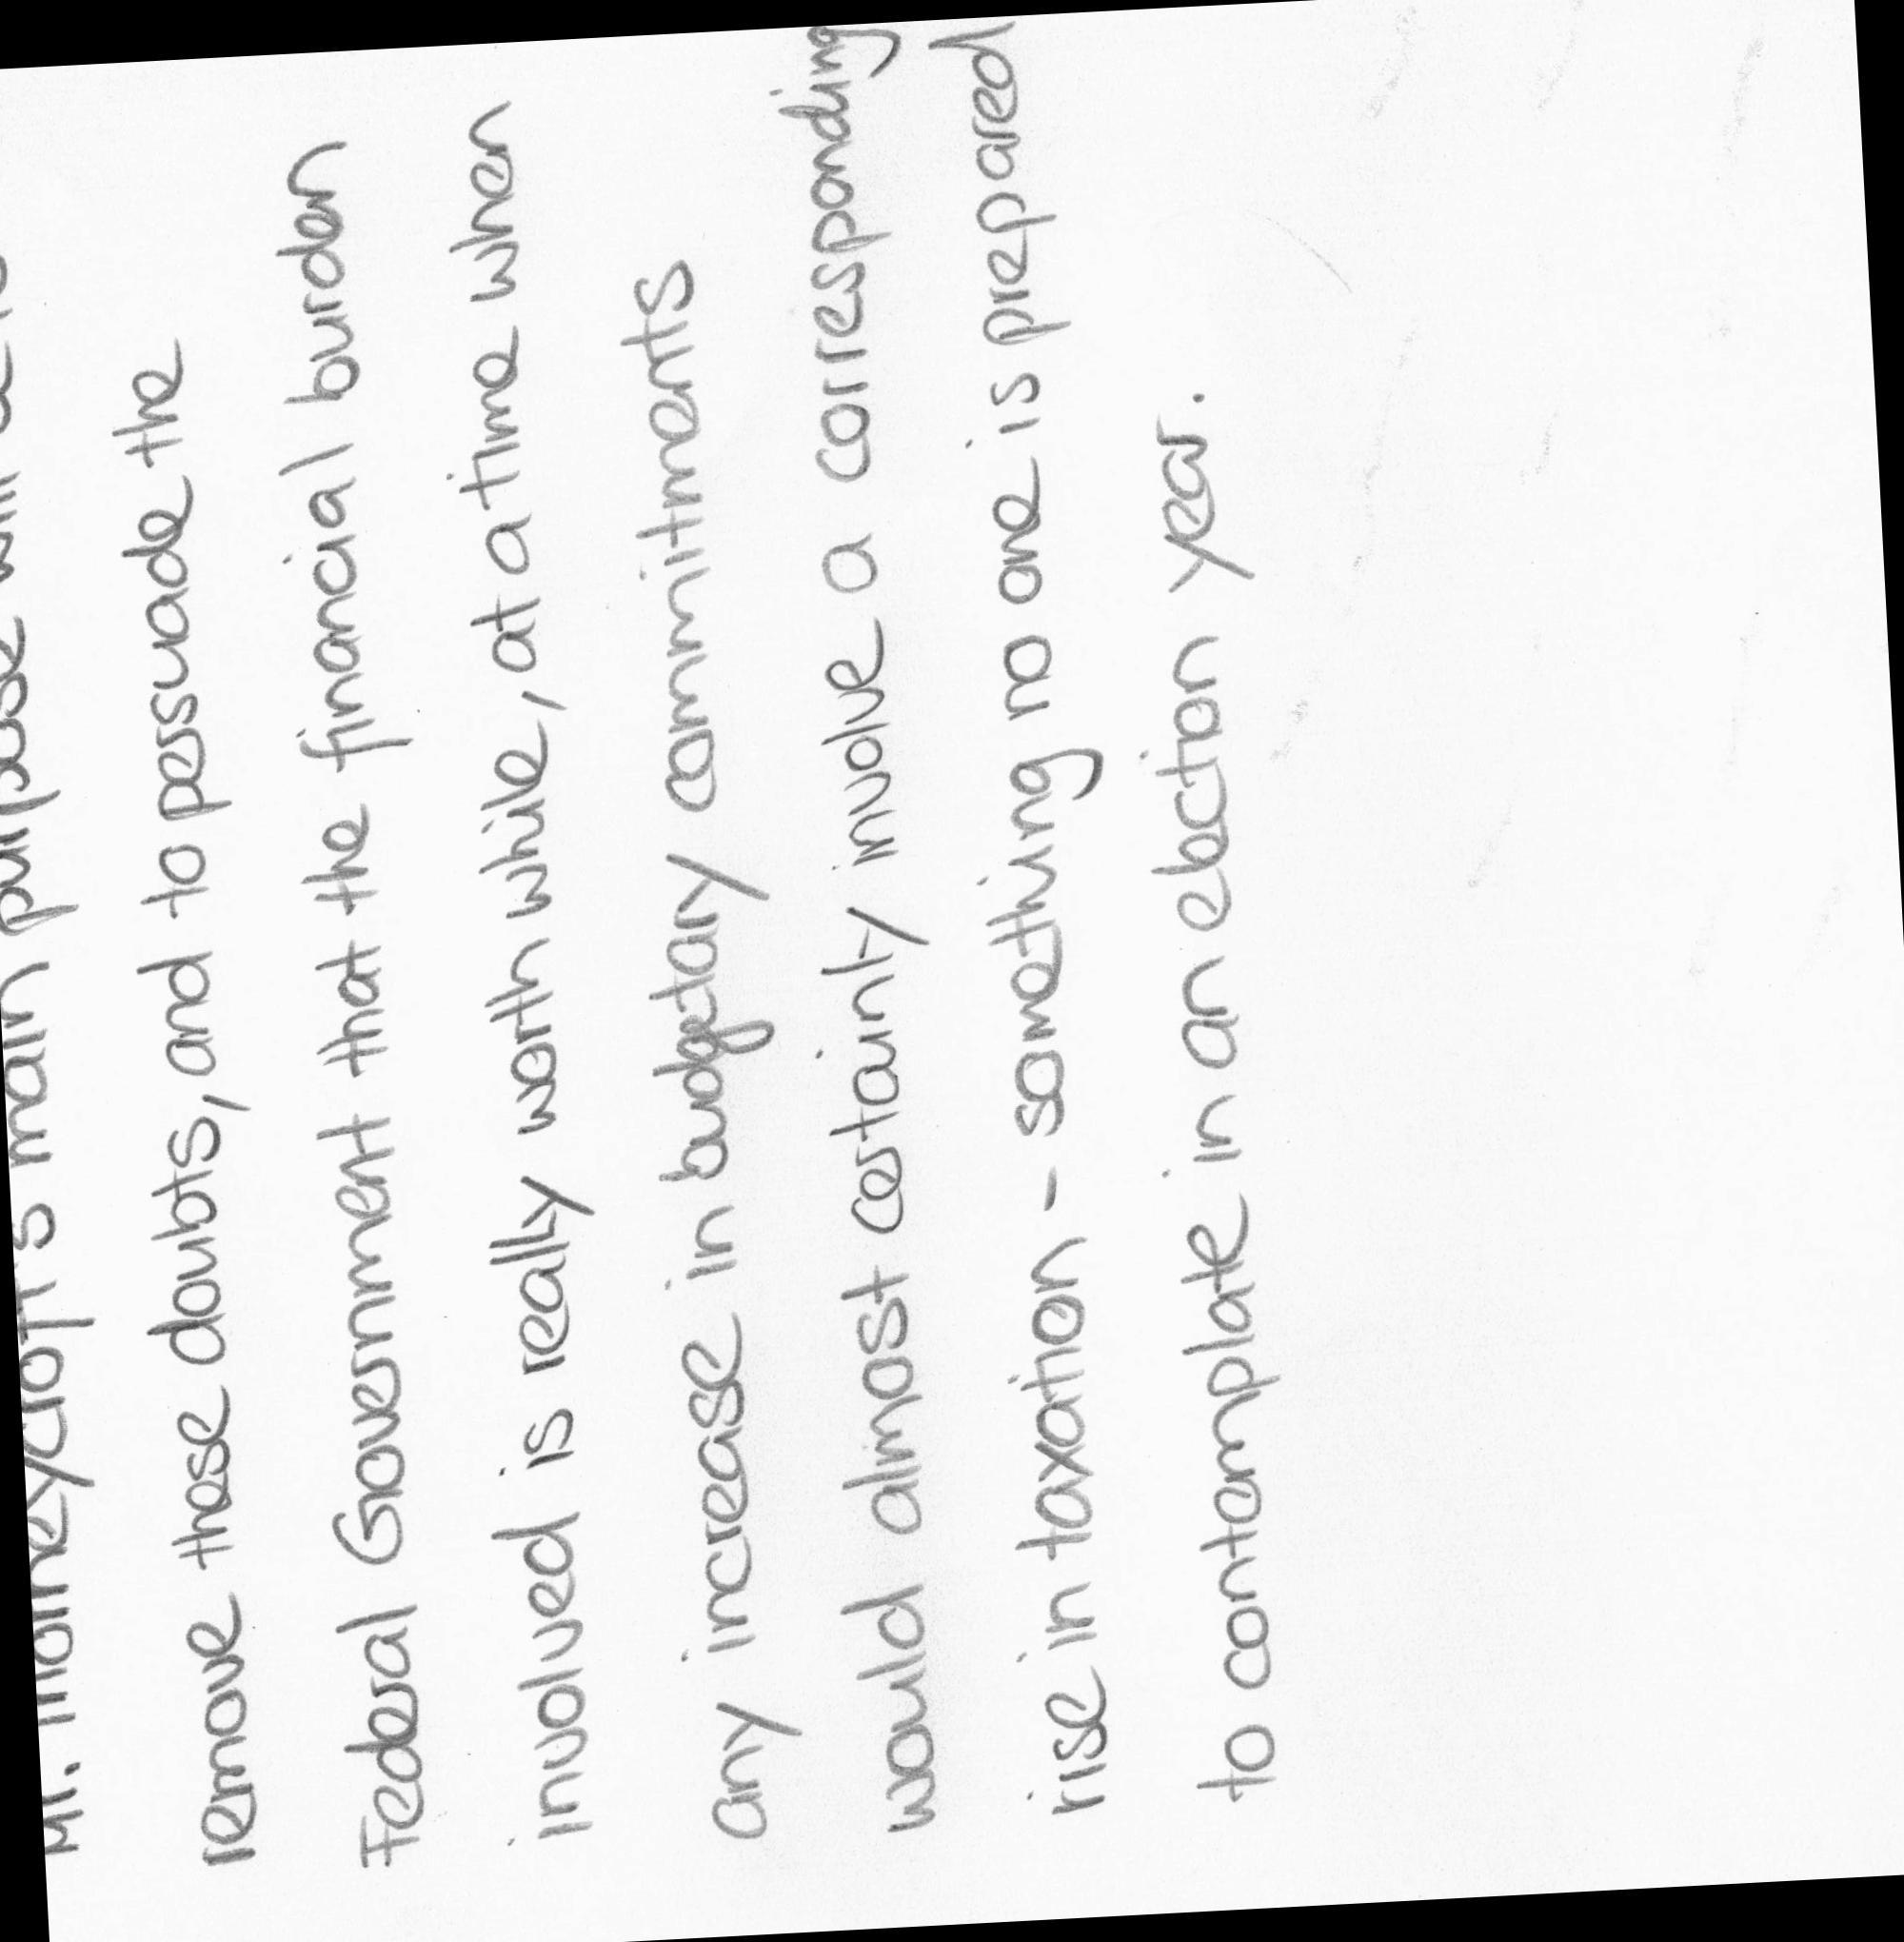 Mr. Thorneycroft's main purpose will be to
remove these doubts, and to persuade the
Federal Government that the financial burden
involved is really worth while, at a time when
any increase in budgetary commitments
would almost certainly involve a corresponding
rise in taxation - something no one is prepared
to contemplate in an election year.